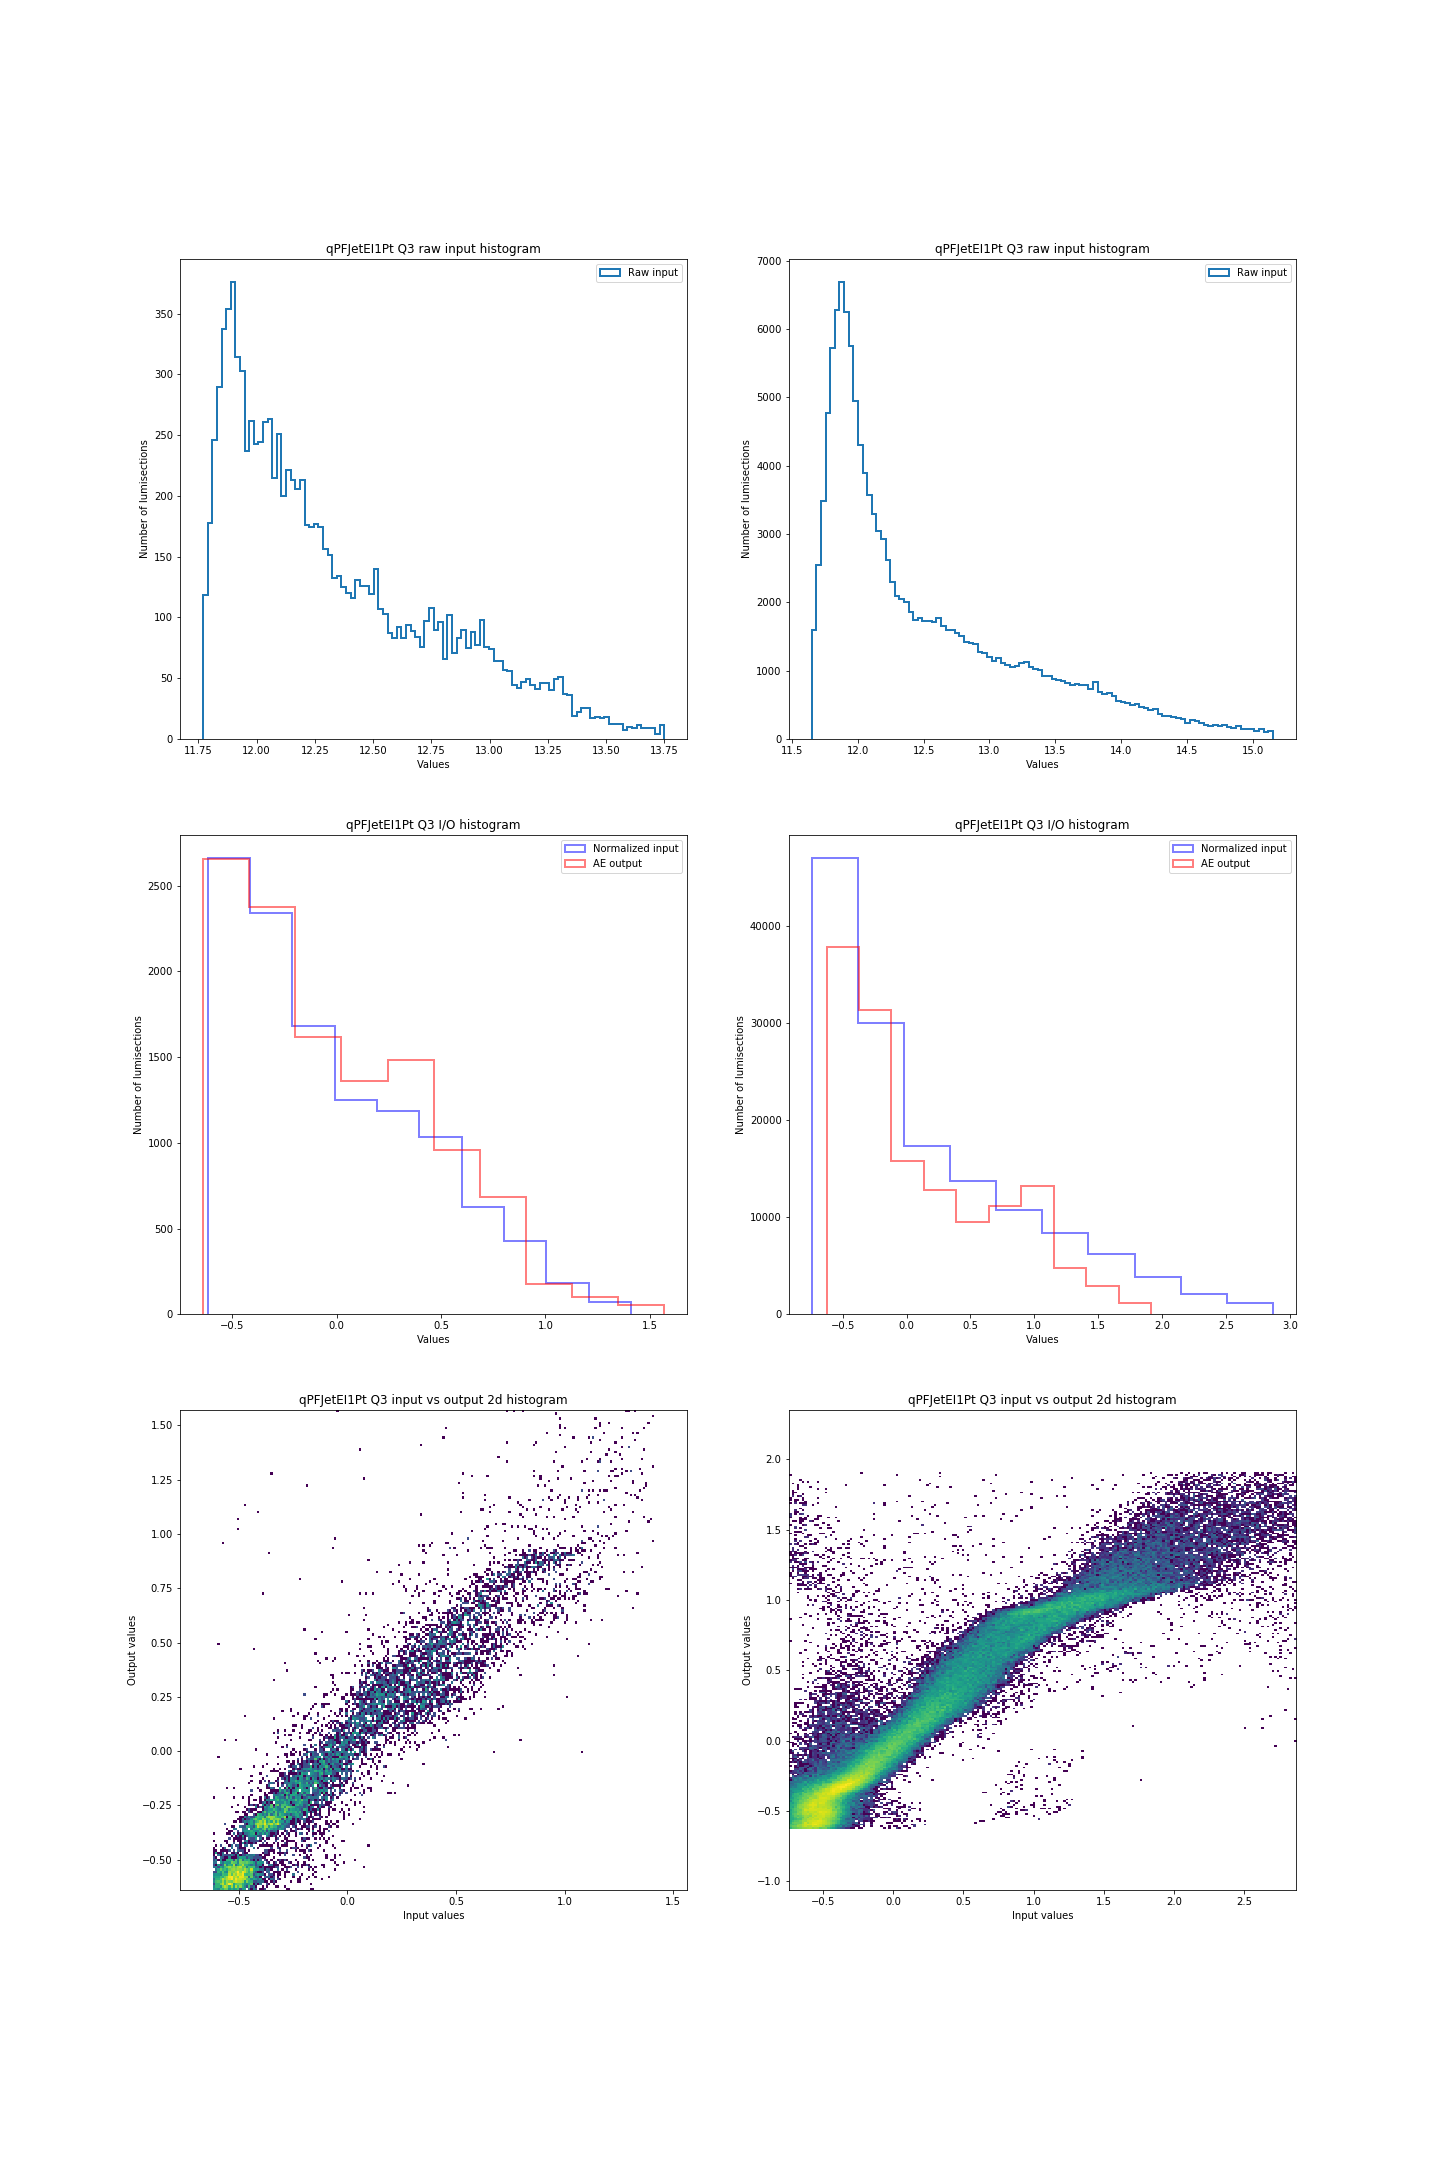 qPFJetEI1Pt Q3 raw input histogram
Raw input
Number of lumisections
350
300
250
200
150
100
50
0
11.75 12.00 12.25 12.50 12.75 13.00 13.25 13.50 13.75
Values
qPFJetEI1Pt Q3 raw input histogram
Raw input
Number of lumisections
7000
6000
5000
4000
3000
2000
1000
0
11.5 12.0 12.5 13.0 13.5 14.0 14.5 15.0
Values
qPFJetEI1Pt Q3 I/O histogram
Normalized input
AE output
Number of lumisections
2500
2000
1500
1000
500
0
−0.5 0.0 0.5 1.0 1.5
Values
qPFJetEI1Pt Q3 I/O histogram
Normalized input
AE output
Number of lumisections
40000
30000
20000
10000
0
−0.5 0.0 0.5 1.0 1.5 2.0 2.5 3.0
Values
qPFJetEI1Pt Q3 input vs output 2d histogram
Output values
1.50
1.25
1.00
0.75
0.50
0.25
0.00
−0.25
−0.50
−0.5 0.0 0.5 1.0 1.5
Input values
qPFJetEI1Pt Q3 input vs output 2d histogram
Output values
2.0
1.5
1.0
0.5
0.0
−0.5
−1.0
−0.5 0.0 0.5 1.0 1.5 2.0 2.5
Input values